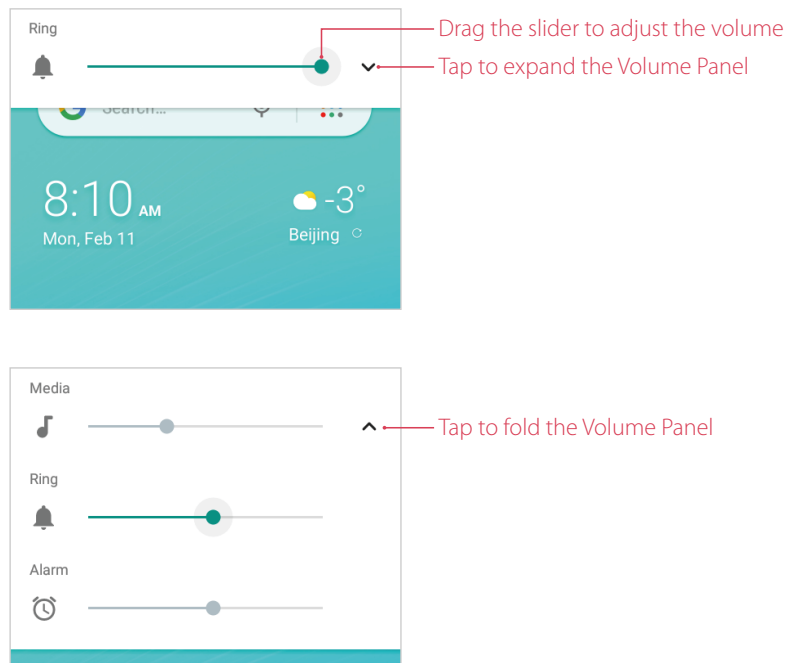 Ring
Drag the slider to adjust the volume
Tap to expand the Volume Panel
Search...
8:10 AM
-3°
Mon, Feb 11
Beijing
Media
Tap to fold the Volume Panel
Ring
Alarm